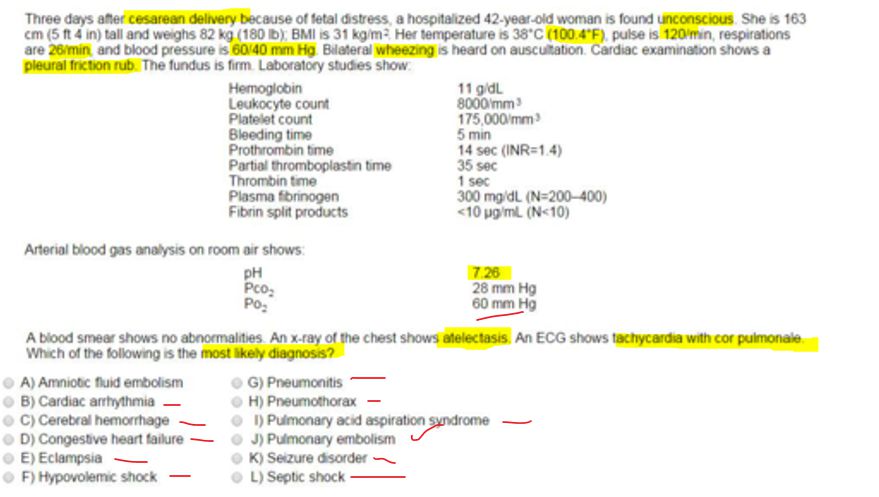 Three days after cesarean delivery because of fetal distress, a hospitalized 42-year-old woman is found unconscious. She is 163
cm (5 ft 4 in) tall and weighs 82 kg (180 lb); BMI is 31 kg/m². Her temperature is 38°C (100.4°F), pulse is 120/min, respirations
are 26/min, and blood pressure is 60/40 mm Hg. Bilateral wheezing is heard on auscultation. Cardiac examination shows a
pleural friction rub. The fundus is firm. Laboratory studies show:
Hemoglobin 11 g/dL
Leukocyte count 8000/mm³
Platelet count 175,000/mm³
Bleeding time 5 min
Prothrombin time 14 sec (INR=1.4)
Partial thromboplastin time 35 sec
Thrombin time 1 sec
Plasma fibrinogen 300 mg/dL (N=200–400)
Fibrin split products <10 µg/mL (N<10)
Arterial blood gas analysis on room air shows:
pH 7.26
Pco₂ 28 mm Hg
Po₂ 60 mm Hg
A blood smear shows no abnormalities. An x-ray of the chest shows atelectasis. An ECG shows tachycardia with cor pulmonale.
Which of the following is the most likely diagnosis?
A) Amniotic fluid embolism
B) Cardiac arrhythmia
C) Cerebral hemorrhage
D) Congestive heart failure
E) Eclampsia
F) Hypovolemic shock
G) Pneumonitis
H) Pneumothorax
I) Pulmonary acid aspiration syndrome
J) Pulmonary embolism
K) Seizure disorder
L) Septic shock